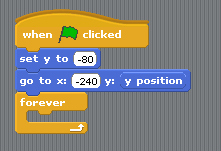 when clicked
set y to -80
go to x: -240 y: y position
forever